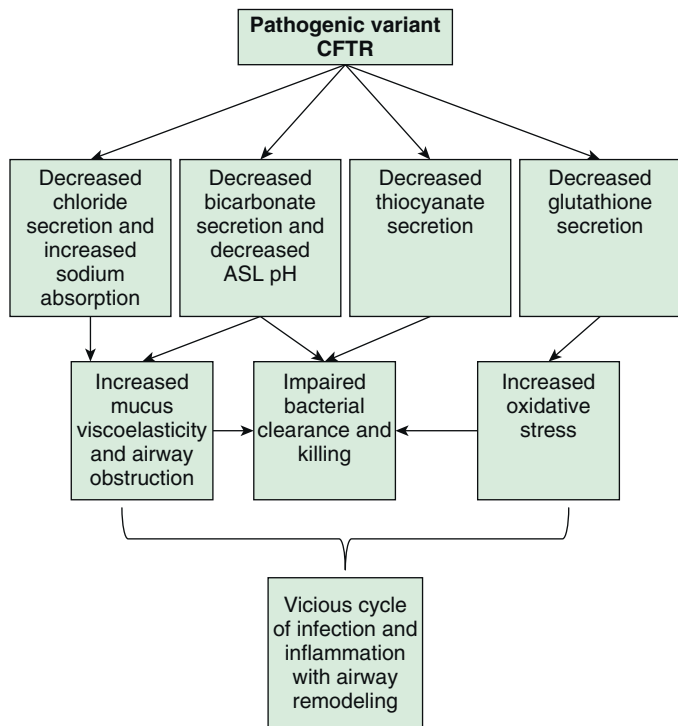 Pathogenic variant
CFTR
Decreased
chloride
secretion and
increased
sodium
absorption
Decreased
bicarbonate
secretion and
decreased
ASL pH
Decreased
thiocyanate
secretion
Decreased
glutathione
secretion
Increased
mucus
viscoelasticity
and airway
obstruction
Impaired
bacterial
clearance and
killing
Increased
oxidative
stress
Vicious cycle
of infection and
inflammation
with airway
remodeling